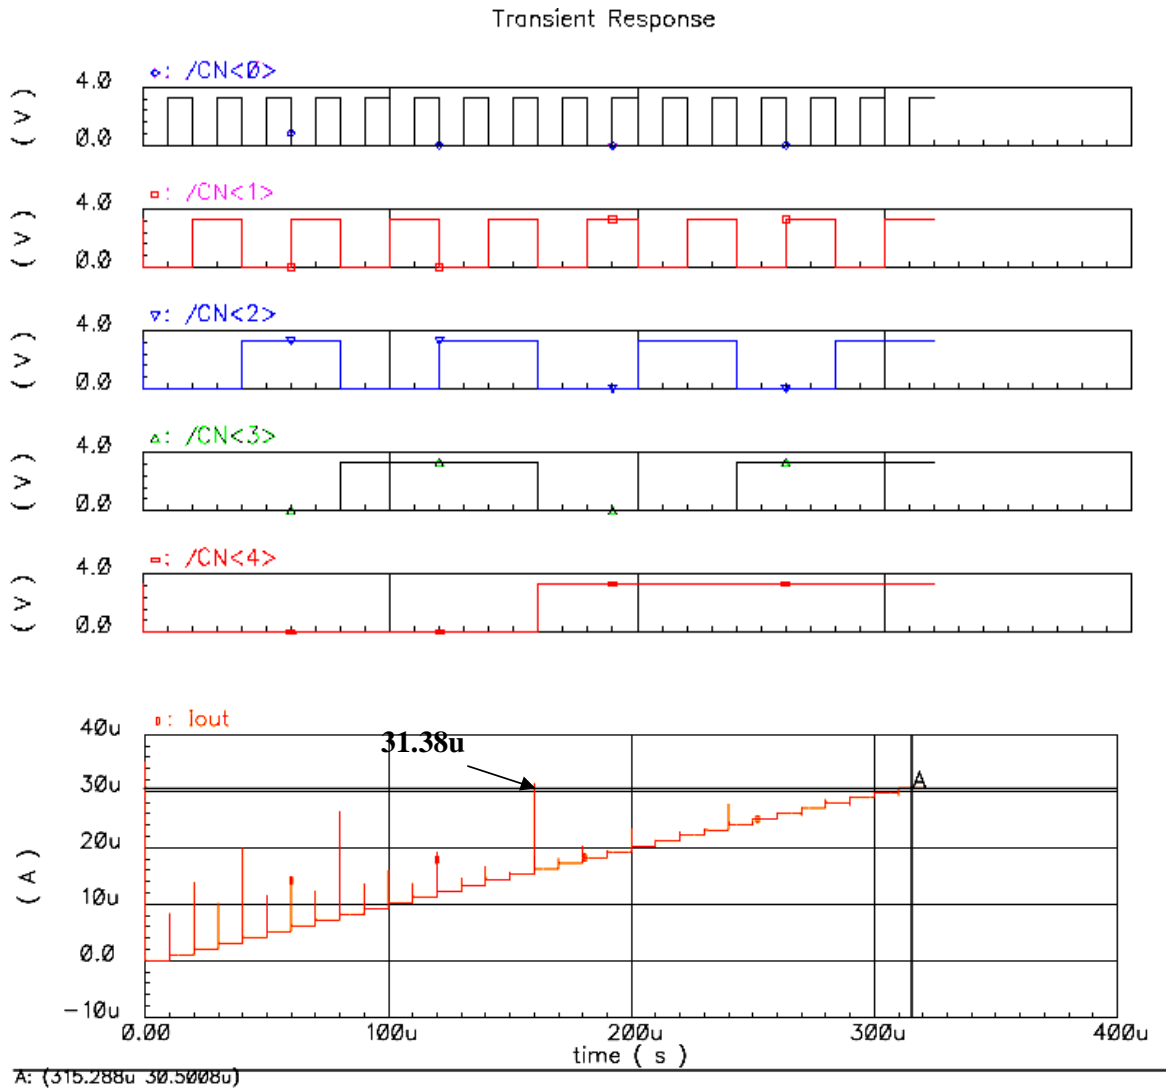 Transient Response
⋄: /CN<0>
4.0
0.0
( V )
▫: /CN<1>
4.0
0.0
( V )
▿: /CN<2>
4.0
0.0
( V )
▵: /CN<3>
4.0
0.0
( V )
▭: /CN<4>
4.0
0.0
( V )
▯: Iout
40u
31.38u
30u
A
20u
( A )
10u
0.0
-10u
0.00 100u 200u 300u 400u
time ( s )
A: (315.288u 30.5008u)